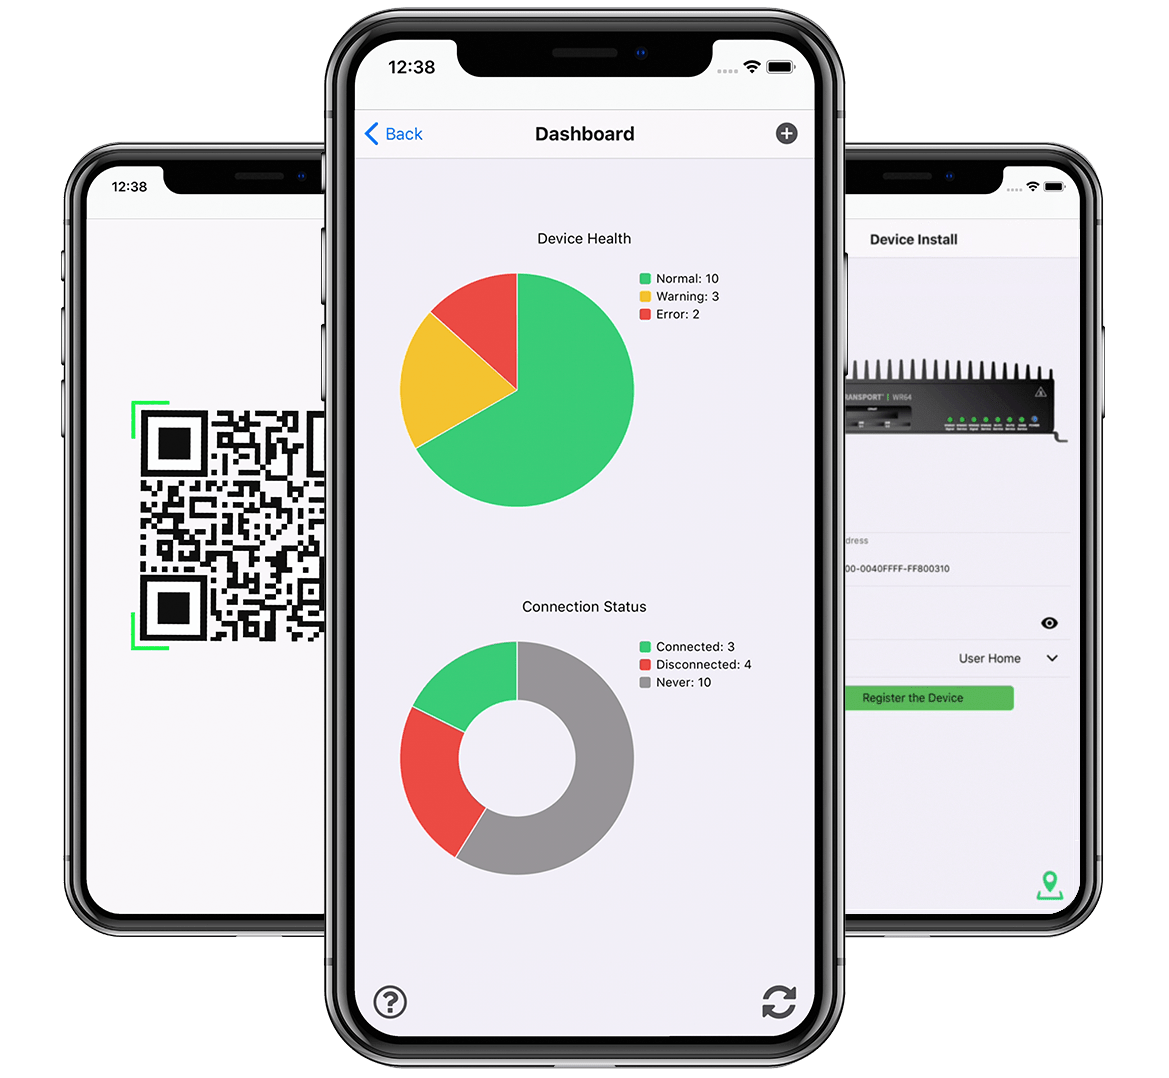 12:38
12:38
Back
Dashboard
Device Health
Normal: 10
Warning: 3
Error: 2
Connection Status
Connected: 3
Disconnected: 4
Never: 10
?
Device Install
RANSPORT | WR64
dress
00-0040FFFF-FF800310
User Home
Register the Device